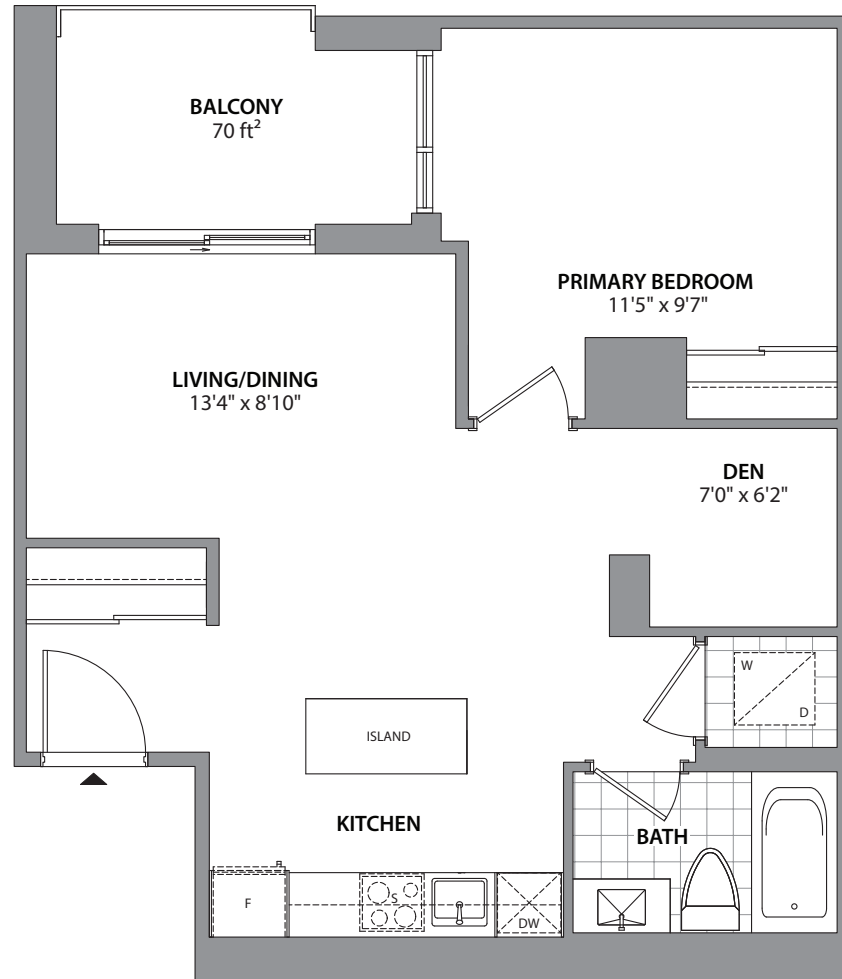 BALCONY
70 ft²
PRIMARY BEDROOM
11'5" x 9'7"
LIVING/DINING
13'4" x 8'10"
DEN
7'0" x 6'2"
W
D
ISLAND
KITCHEN
BATH
F
S
DW